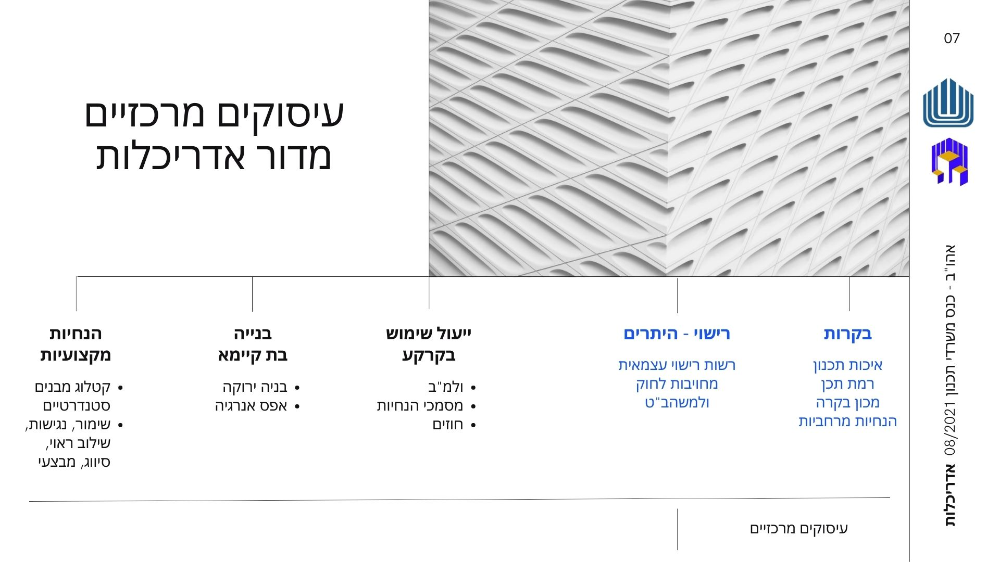 07
עיסוקים מרכזיים
מדור אדריכלות
בקרות
איכות תכנון
רמת תכן
מכון בקרה
הנחיות מרחביות
רישוי - היתרים
רשות רישוי עצמאית
מחויבות לחוק
ולמשהב"ט
ייעול שימוש
בקרקע
• ולמ"ב
• מסמכי הנחיות
• חוזים
בנייה
בת קיימא
• בניה ירוקה
• אפס אנרגיה
הנחיות
מקצועיות
• קטלוג מבנים
סטנדרטיים
• שימור, נגישות,
שילוב ראוי,
סיווג, מבצעי
עיסוקים מרכזיים
אהו"ב - כנס משרדי תכנון 08/2021 אדריכלות